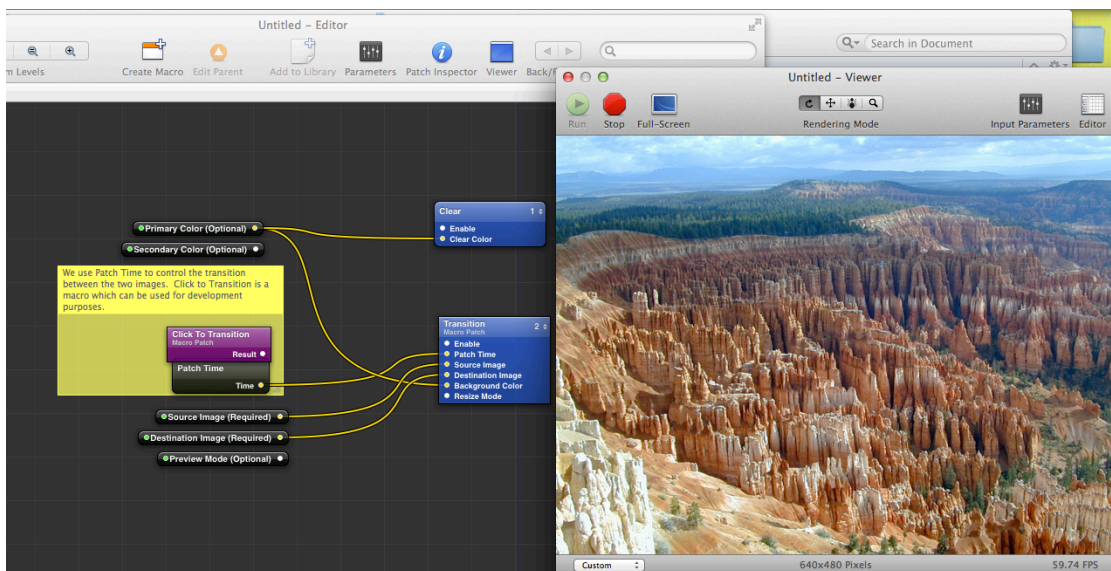 Untitled – Editor
Search in Document
m Levels
Create Macro
Edit Parent
Add to Library
Parameters
Patch Inspector
Viewer
Untitled – Viewer
Run
Stop
Full-Screen
Rendering Mode
Input Parameters
Editor
Primary Color (Optional)
Secondary Color (Optional)
Clear 1
Enable
Clear Color
We use Patch Time to control the transition
between the two images. Click to Transition is a
macro which can be used for development
purposes.
Click To Transition
Macro Patch
Result
Patch Time
Time
Transition 2
Macro Patch
Enable
Patch Time
Source Image
Destination Image
Background Color
Resize Mode
Source Image (Required)
Destination Image (Required)
Preview Mode (Optional)
Custom
640x480 Pixels
59.74 FPS